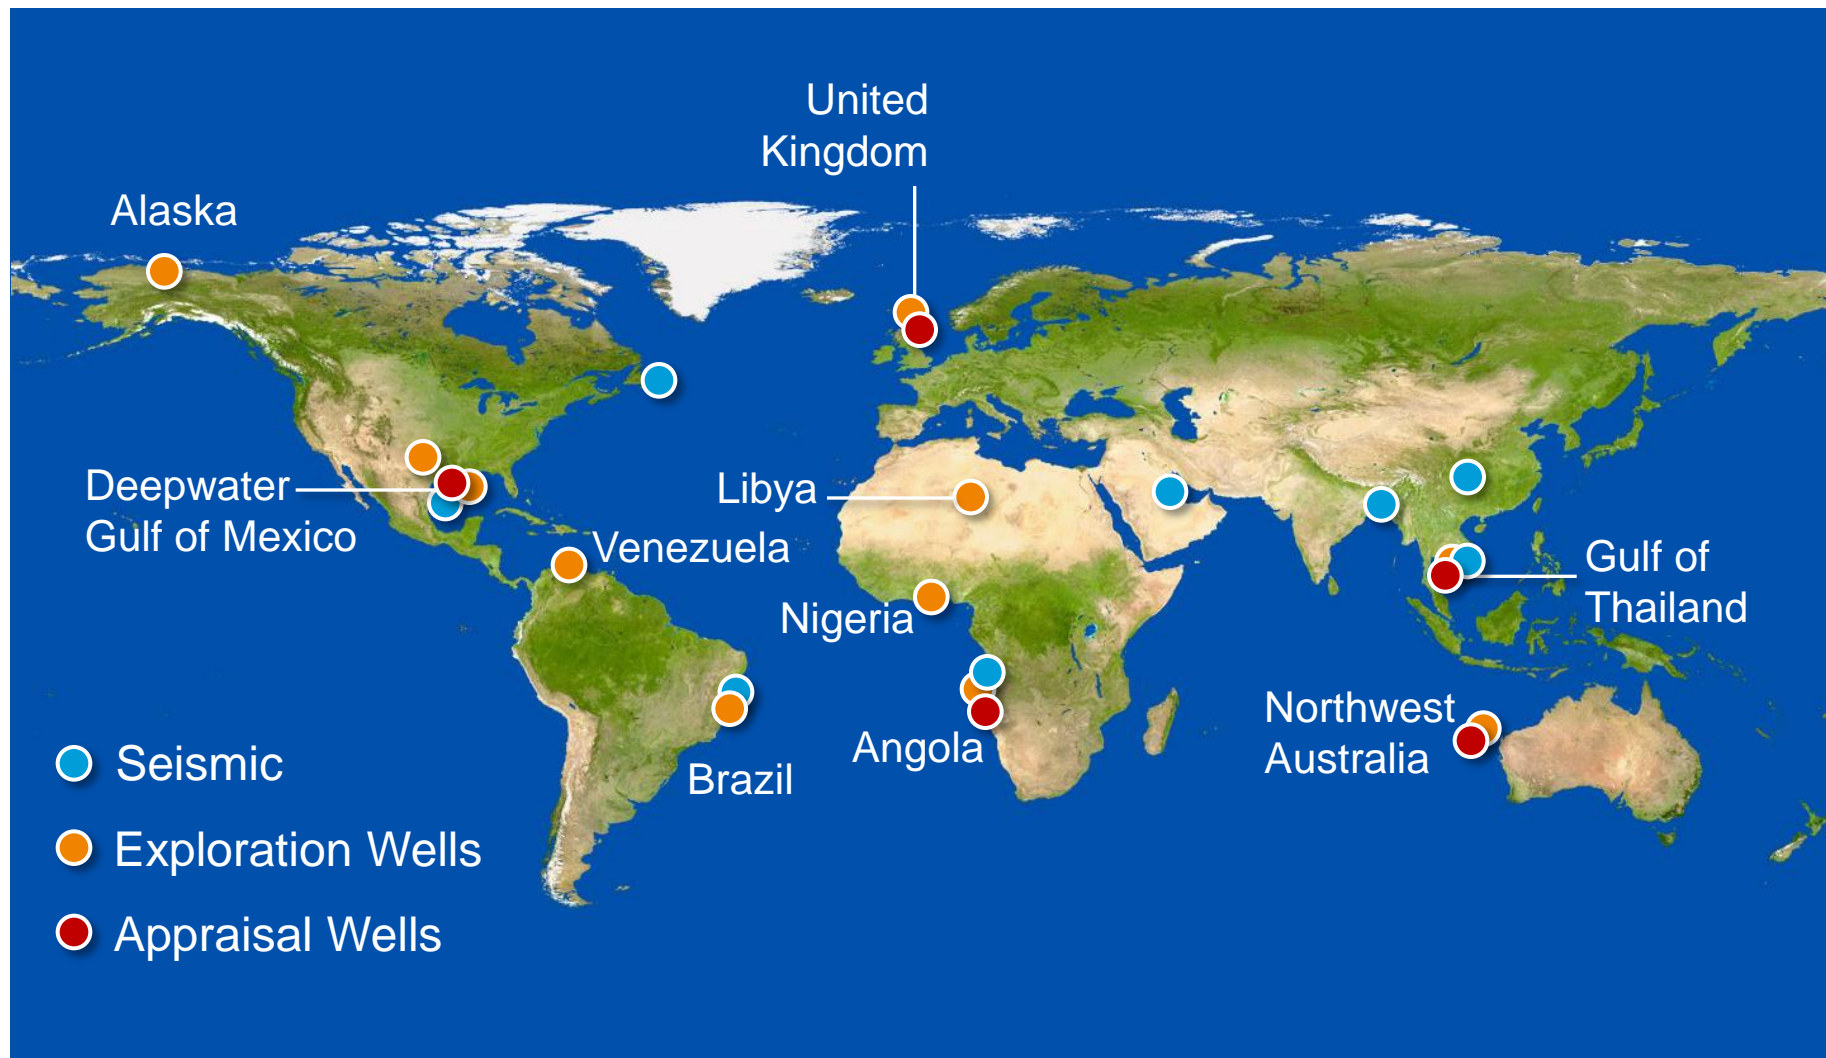 United
Kingdom
Alaska
Deepwater
Gulf of Mexico
Libya
Venezuela
Gulf of
Thailand
Nigeria
Northwest
Australia
Angola
Brazil
Seismic
Exploration Wells
Appraisal Wells